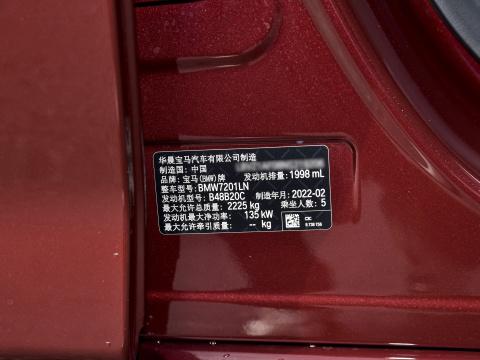 华晨宝马汽车有限公司制造
制造国: 中国
品牌: 宝马(BMW)牌 发动机排量: 1998 mL
整车型号: BMW7201LN
发动机型号: B48B20C 制造年月: 2022-02
最大允许总质量: 2225 kg 乘坐人数: 5
发动机最大净功率: 135 kW
最大允许牵引质量: -- kg